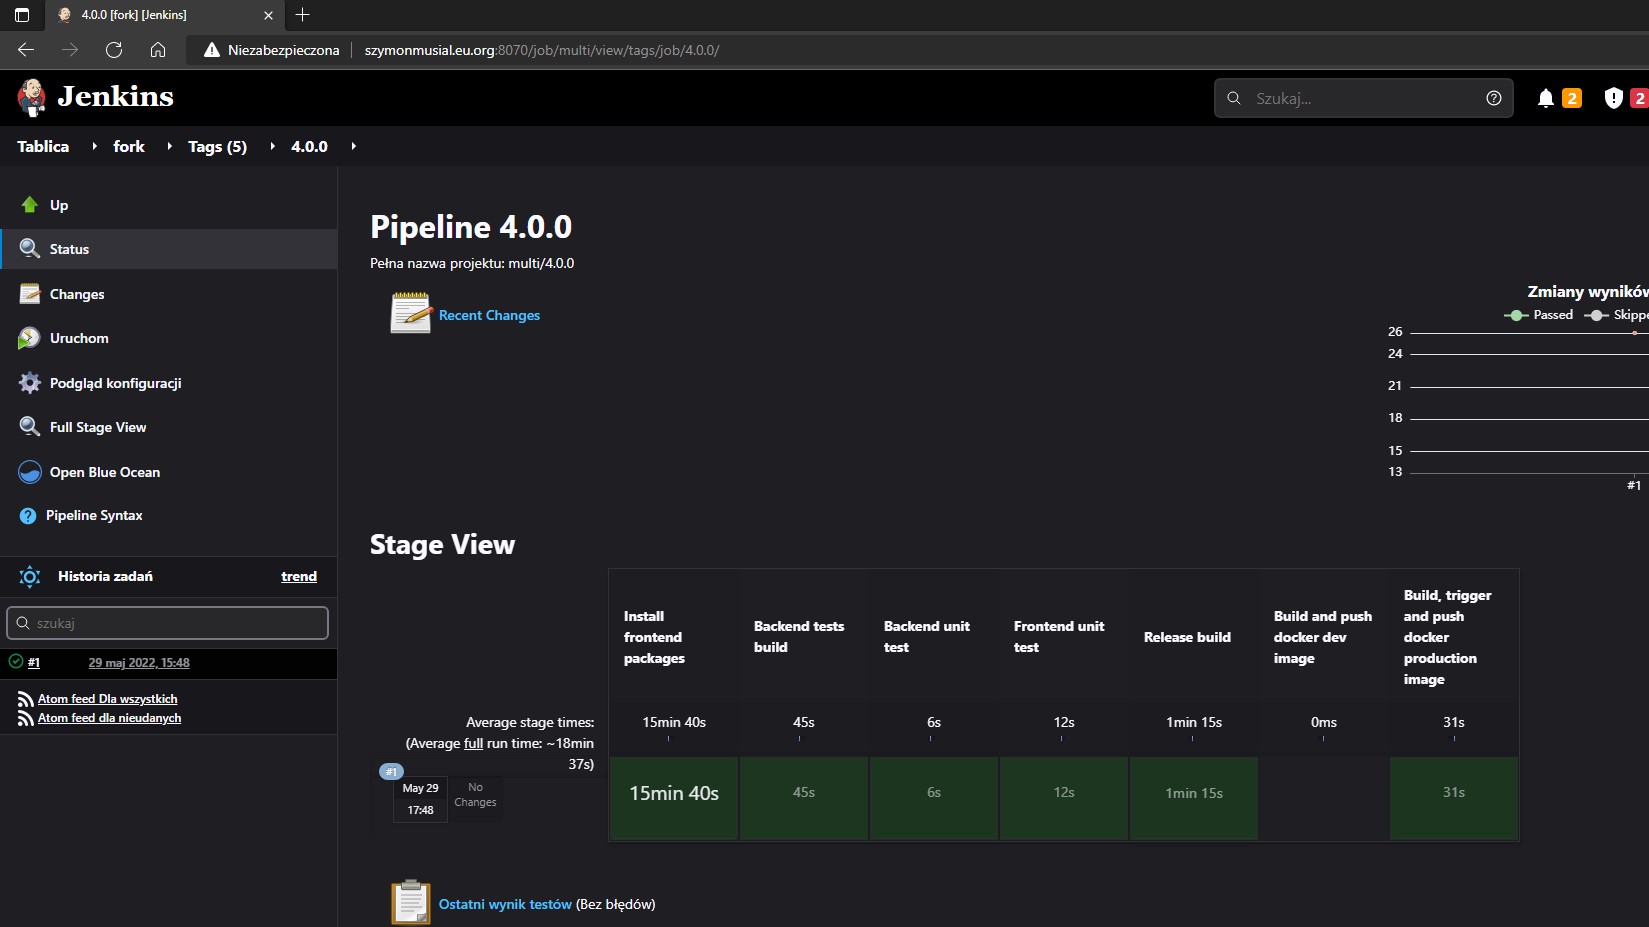 4.0.0 [fork] [Jenkins]
Niezabezpieczona
szymonmusial.eu.org:8070/job/multi/view/tags/job/4.0.0/
Jenkins
Szukaj...
2
2
Tablica
fork
Tags (5)
4.0.0
Up
Status
Changes
Uruchom
Podgląd konfiguracji
Full Stage View
Open Blue Ocean
Pipeline Syntax
Historia zadań
trend
szukaj
#1
29 maj 2022, 15:48
Atom feed Dla wszystkich
Atom feed dla nieudanych
Pipeline 4.0.0
Pełna nazwa projektu: multi/4.0.0
Recent Changes
Zmiany wyników
Passed
Skippe
26
24
21
18
15
13
#1
Stage View
Install
frontend
packages
Backend tests
build
Backend unit
test
Frontend unit
test
Release build
Build and push
docker dev
image
Build, trigger
and push
docker
production
image
Average stage times:
(Average full run time: ~18min
37s)
15min 40s
45s
6s
12s
1min 15s
0ms
31s
#1
May 29
17:48
No
Changes
15min 40s
45s
6s
12s
1min 15s
31s
Ostatni wynik testów (Bez błędów)